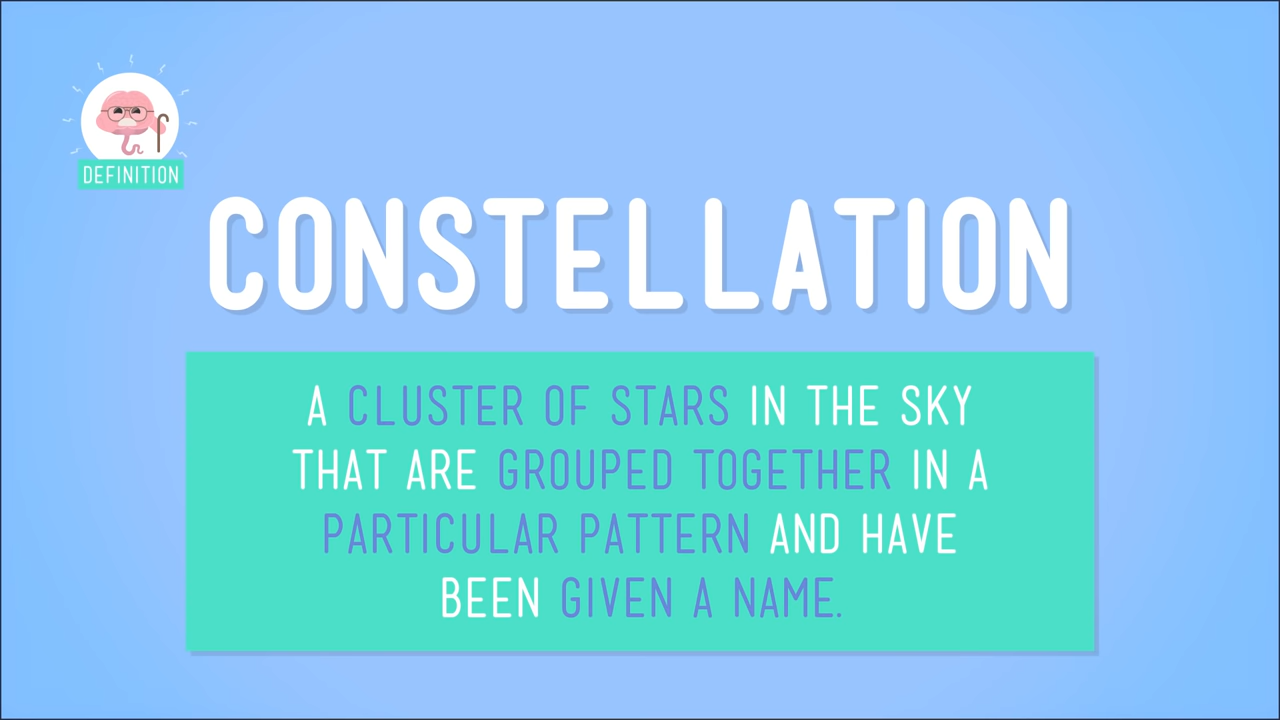 DEFINITION
CONSTELLATION
A CLUSTER OF STARS IN THE SKY
THAT ARE GROUPED TOGETHER IN A
PARTICULAR PATTERN AND HAVE
BEEN GIVEN A NAME.